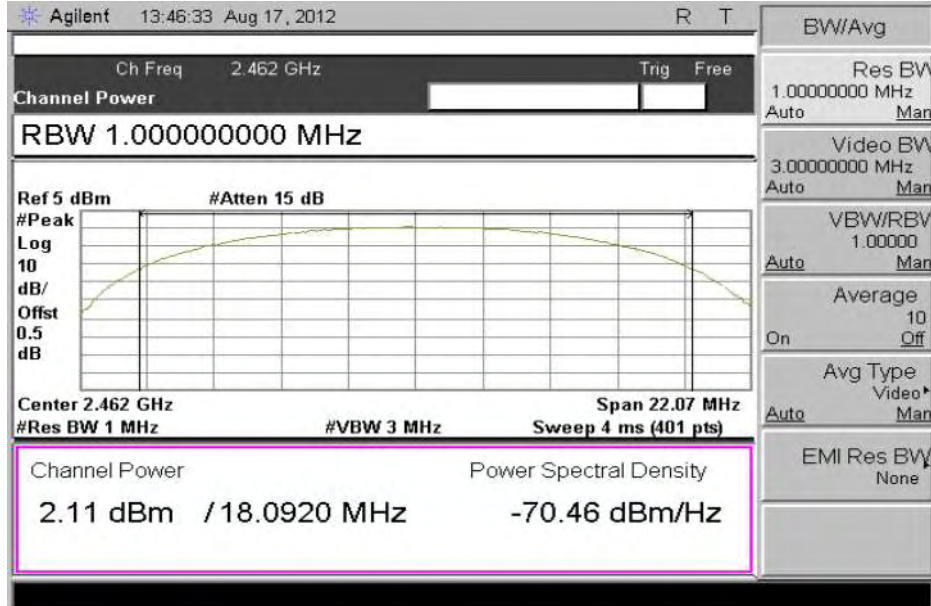 Agilent 13:46:33 Aug 17, 2012 R T
Ch Freq 2.462 GHz Trig Free
Channel Power
RBW 1.000000000 MHz
Ref 5 dBm #Atten 15 dB
#Peak
Log
10
dB/
Offst
0.5
dB
Center 2.462 GHz Span 22.07 MHz
#Res BW 1 MHz #VBW 3 MHz Sweep 4 ms (401 pts)
Channel Power Power Spectral Density
2.11 dBm /18.0920 MHz -70.46 dBm/Hz
BW/Avg
Res BW
1.00000000 MHz
Auto Man
Video BW
3.00000000 MHz
Auto Man
VBW/RBW
1.00000
Auto Man
Average
10
On Off
Avg Type
Video
Auto Man
EMI Res BW
None